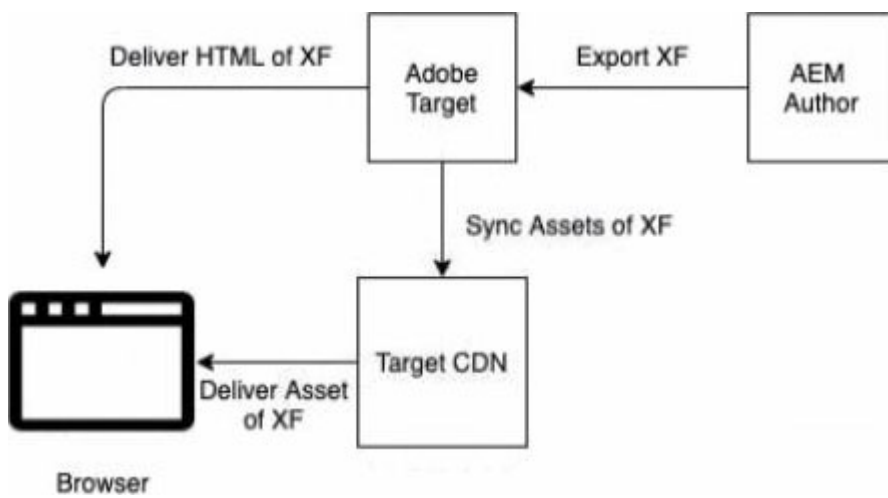 Deliver HTML of XF
Adobe
Target
Export XF
AEM
Author
Sync Assets of XF
Target CDN
Deliver Asset
of XF
Browser